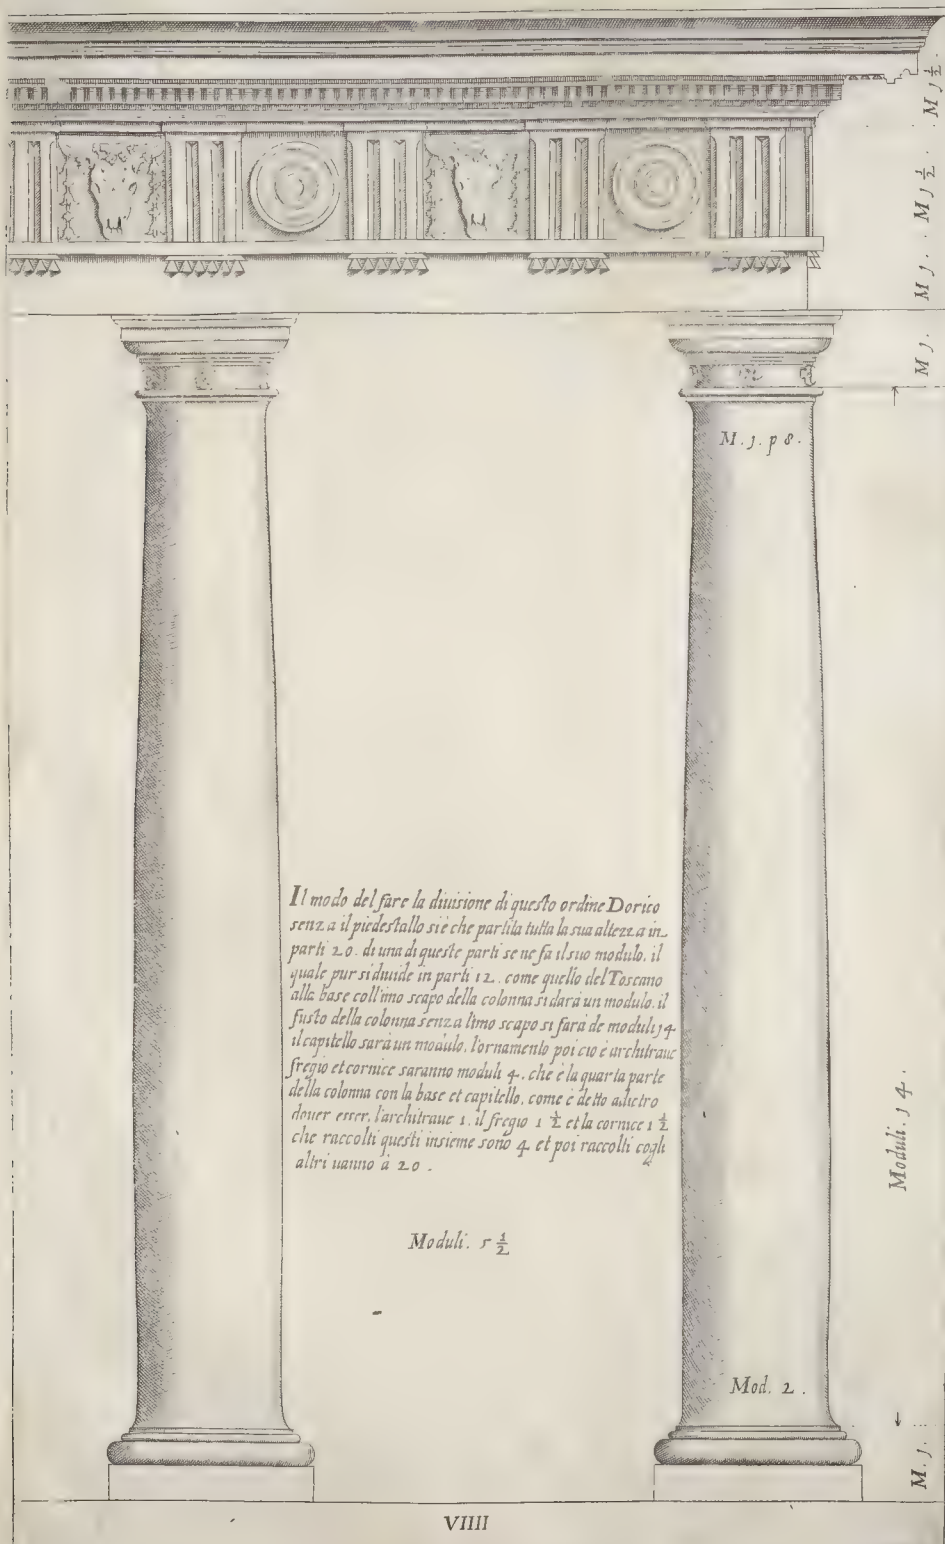 M 1 1/2 .
M 1 1/2 .
M 1 .
M 1 .
M . 1 . p 8 .
Il modo del fare la diuisione di questo ordine Dorico
senza il piedestallo si è che partita tutta la sua altezza in
parti 20. di una di queste parti se ne fa il suo modulo, il
quale pur si diuide in parti 12. come quello del Toscano
alla base coll'imo scapo della colonna si darà un modulo. il
fusto della colonna senza l'imo scapo si fara de moduli 14
il capitello sarà un modulo, l'ornamento poi cio è architraue
fregio et cornice saranno moduli 4. che è la quarta parte
della colonna con la base et capitello, come è detto adietro
douer esser, l'architraue 1. il fregio 1 1/2 et la cornice 1 1/2
che raccolti questi insieme sonó 4. et poi raccolti cogli
altri uanno à 20 .
Moduli. 14 .
Moduli. 5 1/2
Mod. 2 .
M . 1 .
VIIII